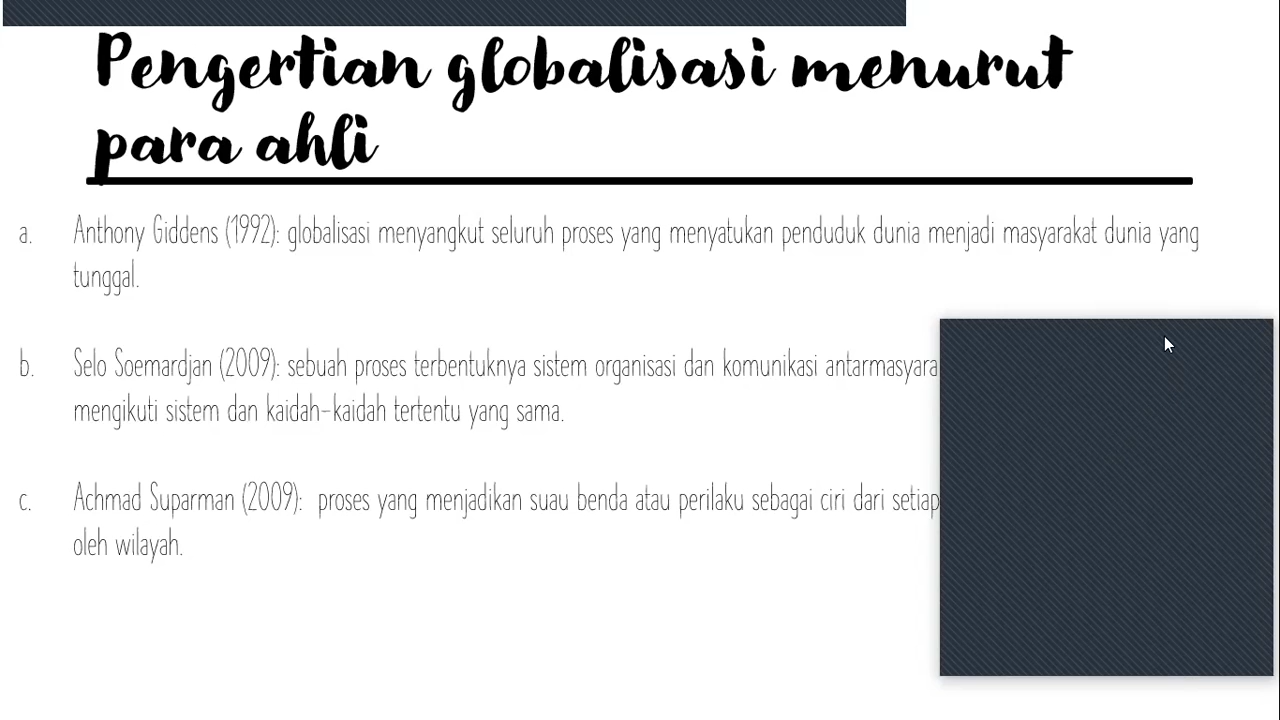 Pengertian globalisasi menurut
para ahli
a. Anthony Giddens (1992): globalisasi menyangkut seluruh proses yang menyatukan penduduk dunia menjadi masyarakat dunia yang
tunggal.
b. Selo Soemardjan (2009): sebuah proses terbentuknya sistem organisasi dan komunikasi antarmasyara
mengikuti sistem dan kaidah-kaidah tertentu yang sama.
c. Achmad Suparman (2009): proses yang menjadikan suau benda atau perilaku sebagai ciri dari setiap
oleh wilayah.